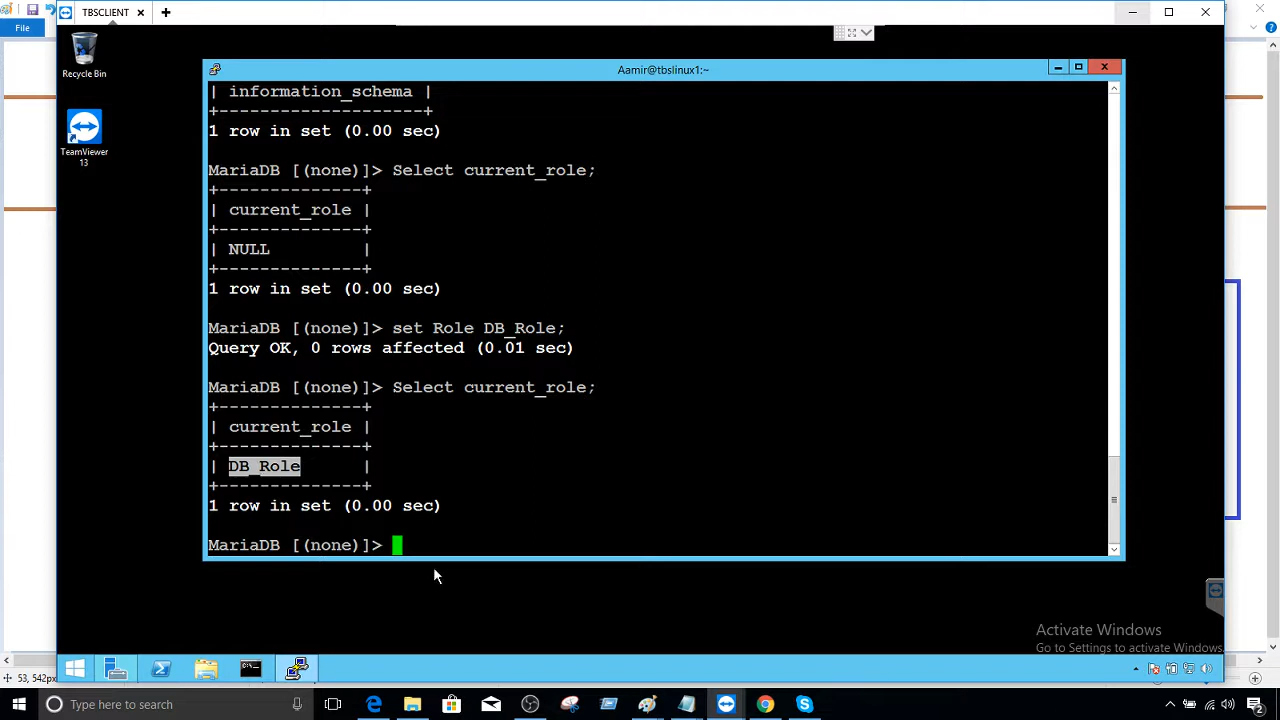 TBSCLIENT
File
Recycle Bin
TeamViewer
13
Aamir@tbslinux1:~
| information_schema |
+--------------------+
1 row in set (0.00 sec)
MariaDB [(none)]> Select current_role;
+--------------+
| current_role |
+--------------+
| NULL         |
+--------------+
1 row in set (0.00 sec)
MariaDB [(none)]> set Role DB_Role;
Query OK, 0 rows affected (0.01 sec)
MariaDB [(none)]> Select current_role;
+--------------+
| current_role |
+--------------+
| DB_Role      |
+--------------+
1 row in set (0.00 sec)
MariaDB [(none)]>
Activate Windows
Go to Settings to activate Windows.
53, 542px
Type here to search
2